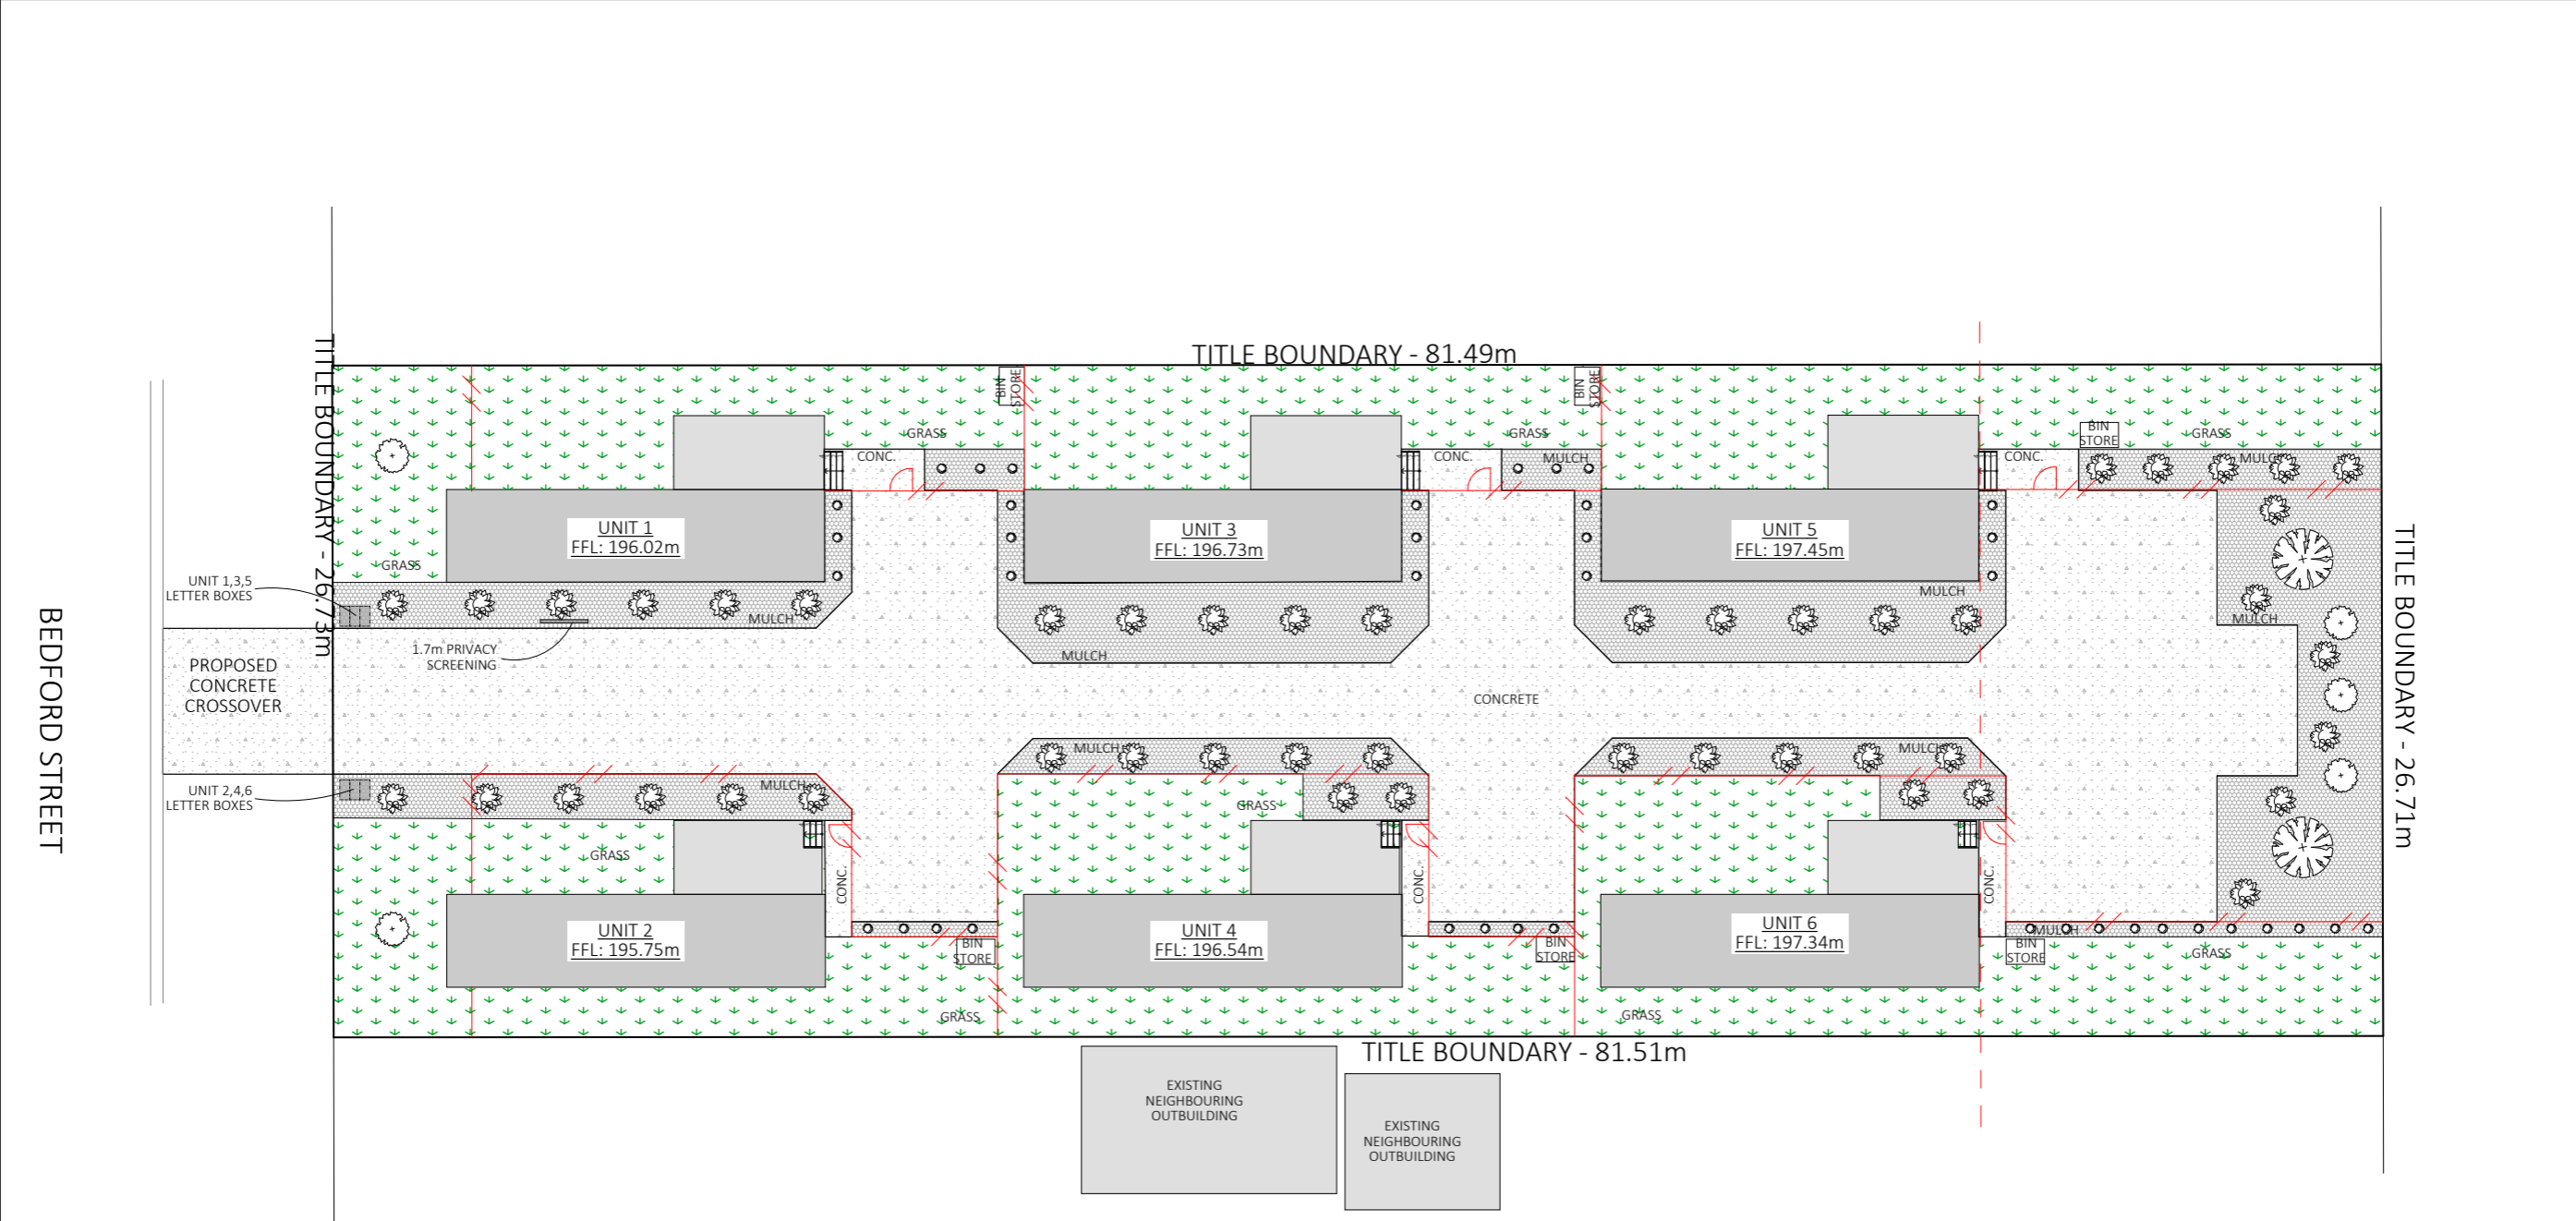 TITLE BOUNDARY - 81.49m
TITLE BOUNDARY - 26.73m
BIN
STORE
BIN
STORE
BIN
STORE
GRASS
GRASS
GRASS
CONC.
CONC.
MULCH
CONC.
MULCH
UNIT 1
FFL: 196.02m
UNIT 3
FFL: 196.73m
UNIT 5
FFL: 197.45m
GRASS
UNIT 1,3,5
LETTER BOXES
MULCH
MULCH
MULCH
1.7m PRIVACY
SCREENING
MULCH
BEDFORD STREET
PROPOSED
CONCRETE
CROSSOVER
CONCRETE
TITLE BOUNDARY - 26.71m
MULCH
MULCH
MULCH
UNIT 2,4,6
LETTER BOXES
GRASS
GRASS
CONC.
CONC.
CONC.
UNIT 2
FFL: 195.75m
UNIT 4
FFL: 196.54m
UNIT 6
FFL: 197.34m
BIN
STORE
BIN
STORE
MULCH
BIN
STORE
GRASS
GRASS
GRASS
TITLE BOUNDARY - 81.51m
EXISTING
NEIGHBOURING
OUTBUILDING
EXISTING
NEIGHBOURING
OUTBUILDING